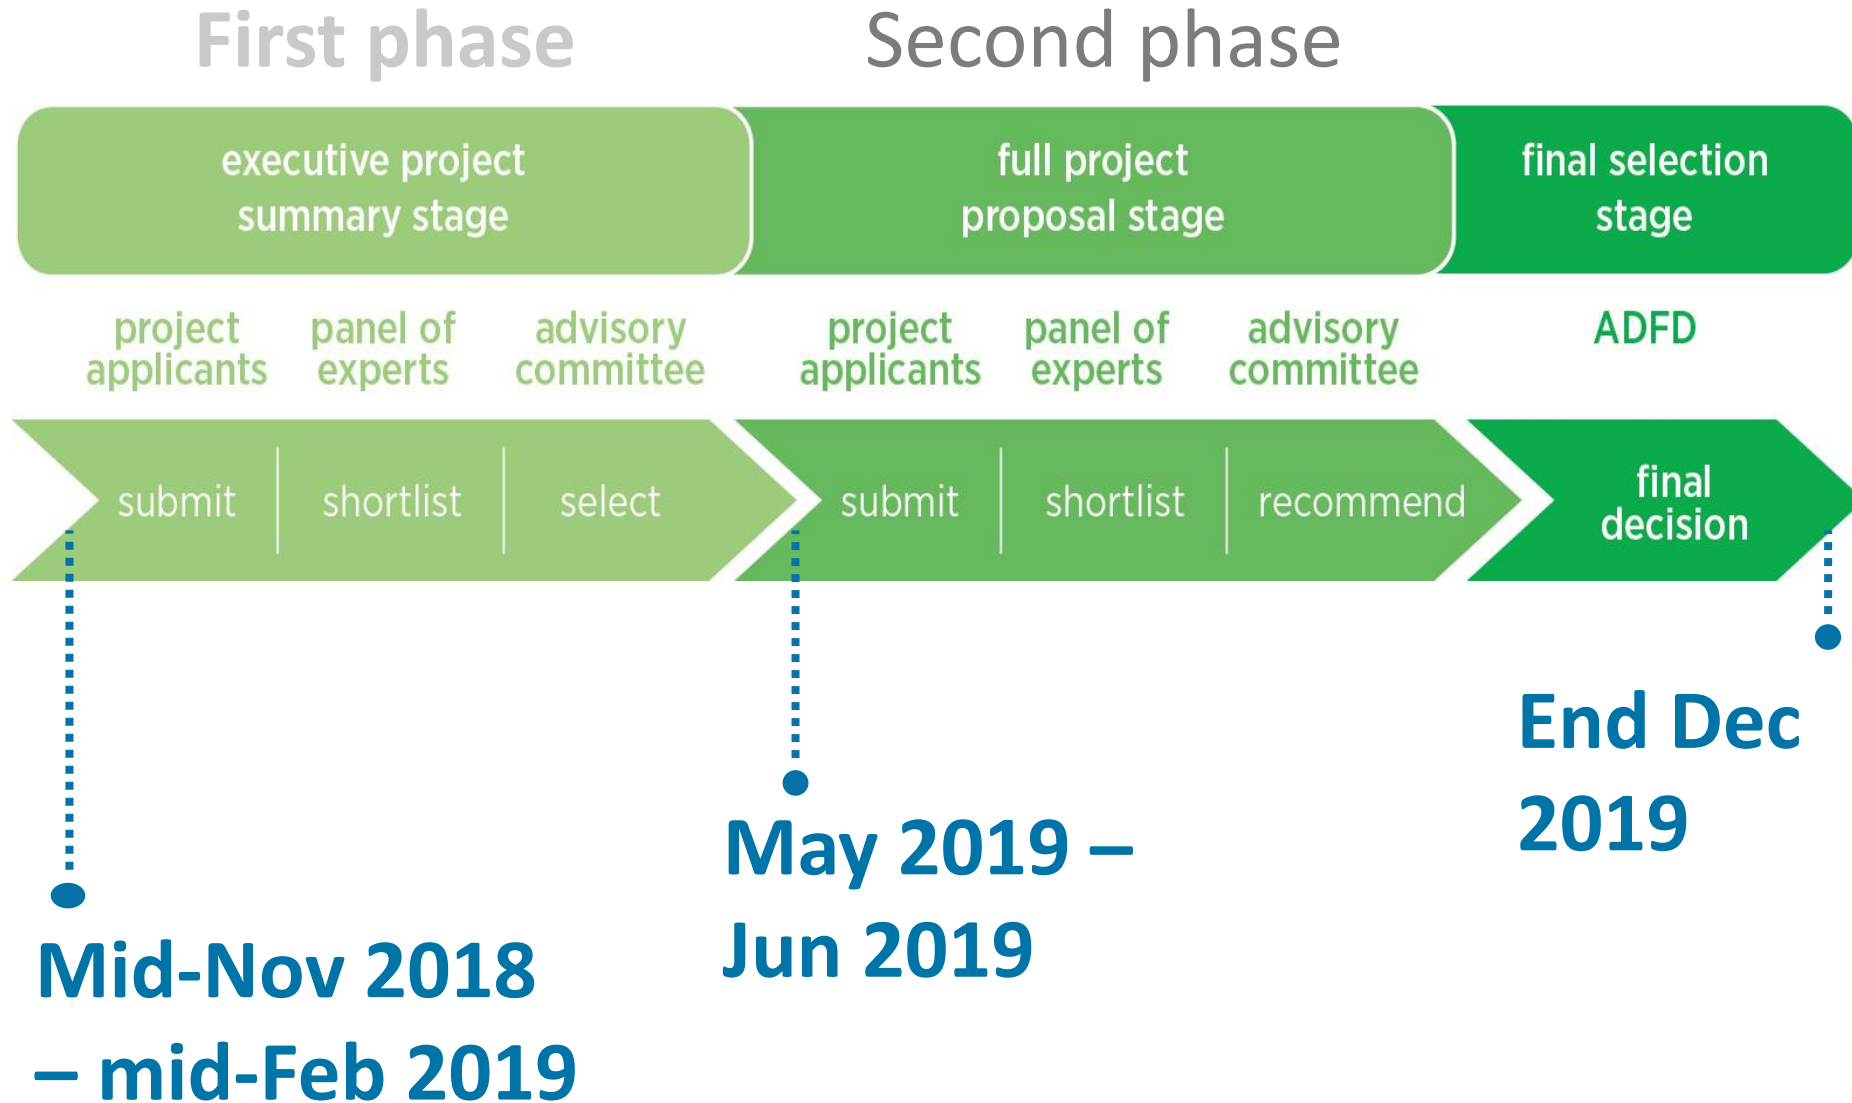 First phase
Second phase
executive project
summary stage
full project
proposal stage
final selection
stage
project
applicants
panel of
experts
advisory
committee
project
applicants
panel of
experts
advisory
committee
ADFD
submit
shortlist
select
submit
shortlist
recommend
final
decision
End Dec
2019
May 2019 –
Jun 2019
Mid-Nov 2018
– mid-Feb 2019